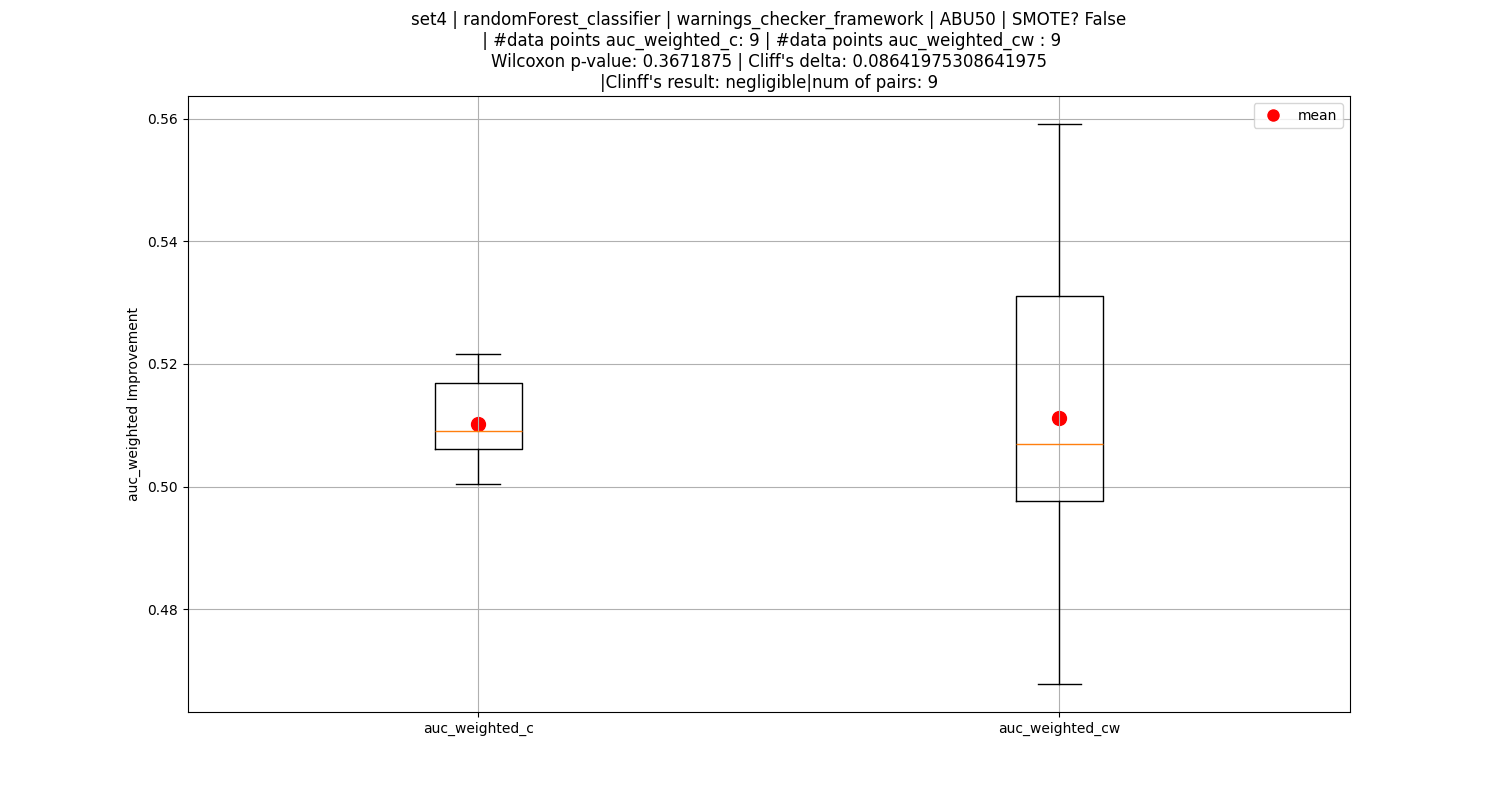 set4 | randomForest_classifier | warnings_checker_framework | ABU50 | SMOTE? False
| #data points auc_weighted_c: 9 | #data points auc_weighted_cw : 9
Wilcoxon p-value: 0.3671875 | Cliff's delta: 0.08641975308641975
|Clinff's result: negligible|num of pairs: 9
mean
0.56
0.54
0.52
0.50
0.48
auc_weighted Improvement
auc_weighted_c
auc_weighted_cw